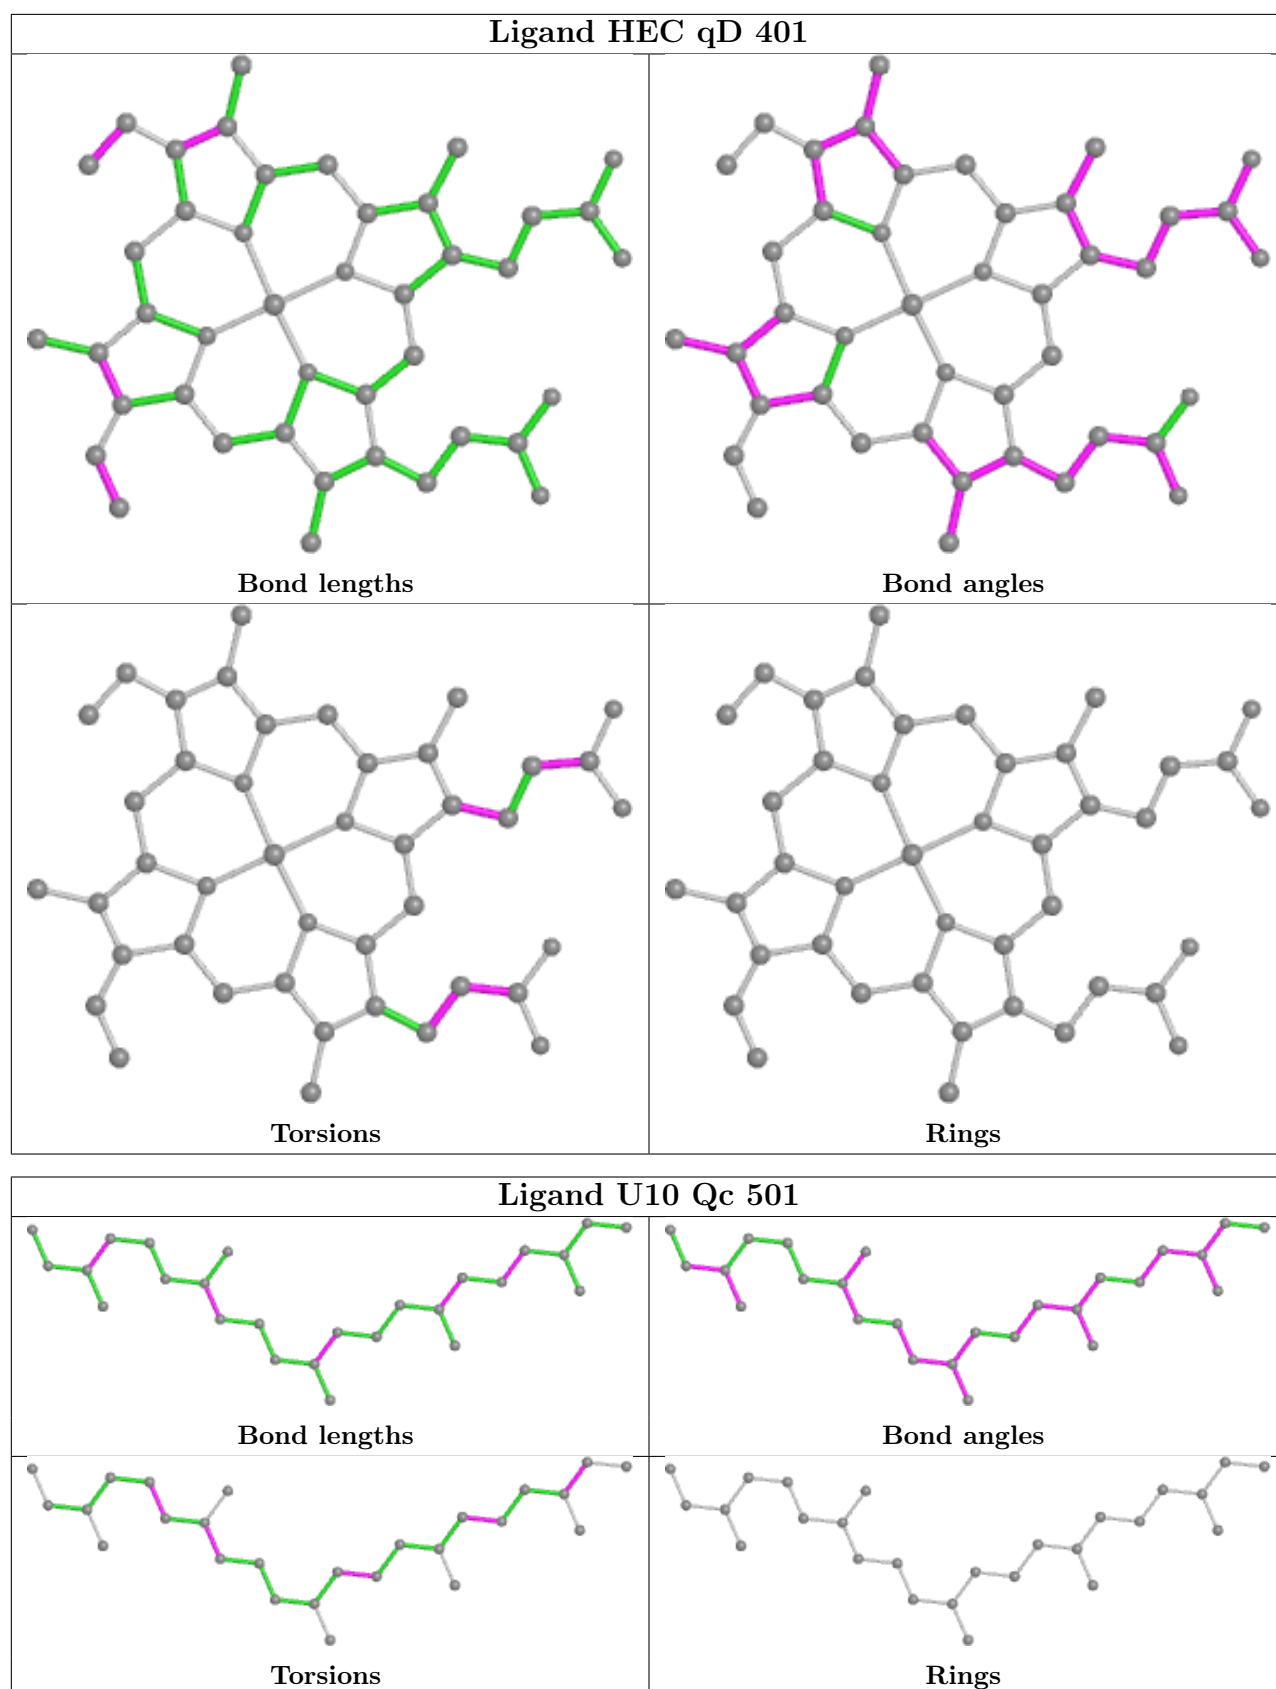 Ligand HEC qD 401
Bond lengths
Bond angles
Torsions
Rings
Ligand U10 Qc 501
Bond lengths
Bond angles
Torsions
Rings